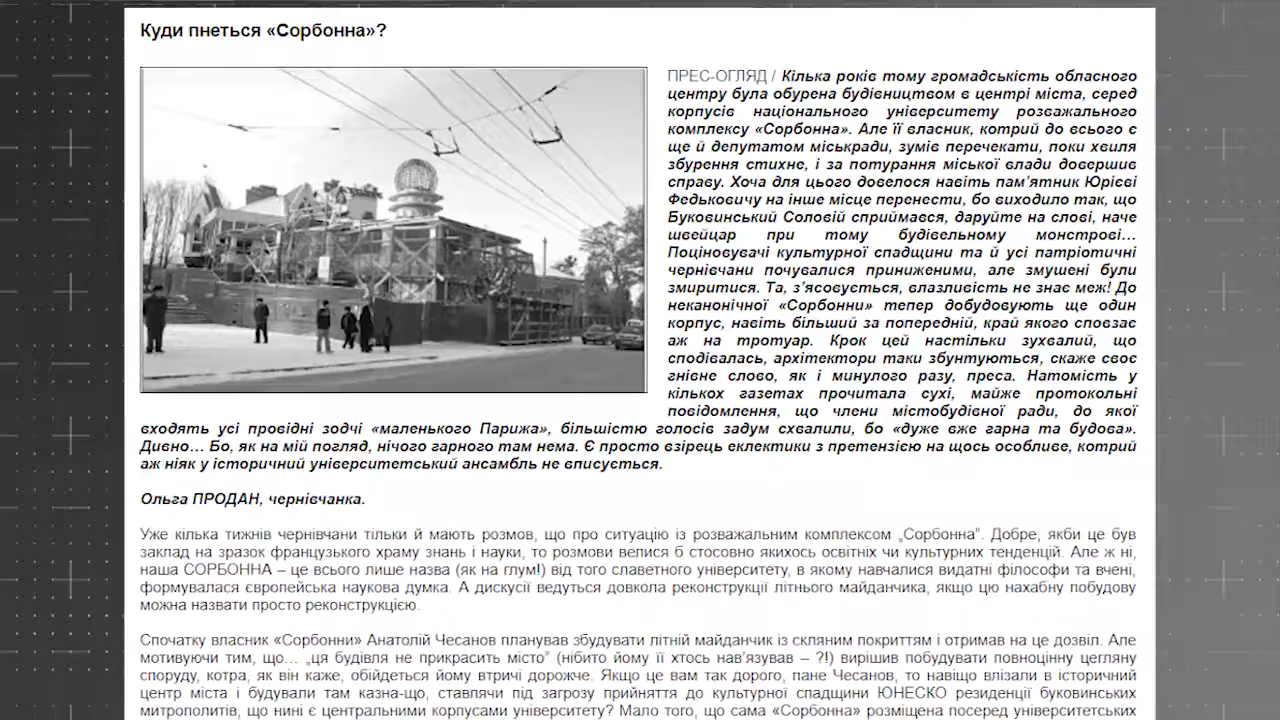 Куди пнеться «Сорбонна»?
ПРЕС-ОГЛЯД / Кілька років тому громадськість обласного
центру була обурена будівництвом в центрі міста, серед
корпусів національного університету розважального
комплексу «Сорбонна». Але її власник, котрий до всього є
ще й депутатом міськради, зумів перечекати, поки хвиля
збурення стихне, і за потурання міської влади довершив
справу. Хоча для цього довелося навіть пам'ятник Юрієві
Федьковичу на інше місце перенести, бо виходило так, що
Буковинський Соловій сприймався, даруйте на слові, наче
швейцар при тому будівельному монстрові...
Поціновувачі культурної спадщини та й усі патріотичні
чернівчани почувалися приниженими, але змушені були
змиритися. Та, з'ясовується, влазливість не знає меж! До
неканонічної «Сорбонни» тепер добудовують ще один
корпус, навіть більший за попередній, край якого сповзає
аж на тротуар. Крок цей настільки зухвалий, що
сподівалась, архітектори таки збунтуються, скаже своє
гнівне слово, як і минулого разу, преса. Натомість у
кількох газетах прочитала сухі, майже протокольні
повідомлення, що члени містобудівної ради, до якої
входять усі провідні зодчі «маленького Парижа», більшістю голосів задум схвалили, бо «дуже вже гарна та будова».
Дивно... Бо, як на мій погляд, нічого гарного там нема. Є просто взірець еклектики з претензією на щось особливе, котрий
аж ніяк у історичний університетський ансамбль не вписується.
Ольга ПРОДАН, чернівчанка.
Уже кілька тижнів чернівчани тільки й мають розмов, що про ситуацію із розважальним комплексом „Сорбонна”. Добре, якби це був
заклад на зразок французького храму знань і науки, то розмови велися б стосовно якихось освітніх чи культурних тенденцій. Але ж ні,
наша СОРБОННА – це всього лише назва (як на глум!) від того славетного університету, в якому навчалися видатні філософи та вчені,
формувалася європейська наукова думка. А дискусії ведуться довкола реконструкції літнього майданчика, якщо цю нахабну побудову
можна назвати просто реконструкцією.
Спочатку власник «Сорбонни» Анатолій Чесанов планував збудувати літній майданчик із скляним покриттям і отримав на це дозвіл. Але
мотивуючи тим, що... „ця будівля не прикрасить місто” (нібито йому її хтось нав'язував – ?!) вирішив побудувати повноцінну цегляну
споруду, котра, як він каже, обійдеться йому втричі дорожче. Якщо це вам так дорого, пане Чесанов, то навіщо влізали в історичний
центр міста і будували там казна-що, ставлячи під загрозу прийняття до культурної спадщини ЮНЕСКО резиденції буковинських
митрополитів, що нині є центральними корпусами університету? Мало того, що сама «Сорбонна» розміщена посеред університетських